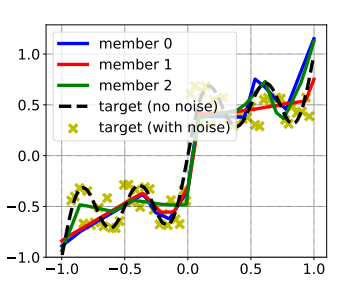 1.0
0.5
0.0
−0.5
−1.0
member 0
member 1
member 2
target (no noise)
target (with noise)
−1.0 −0.5 0.0 0.5 1.0